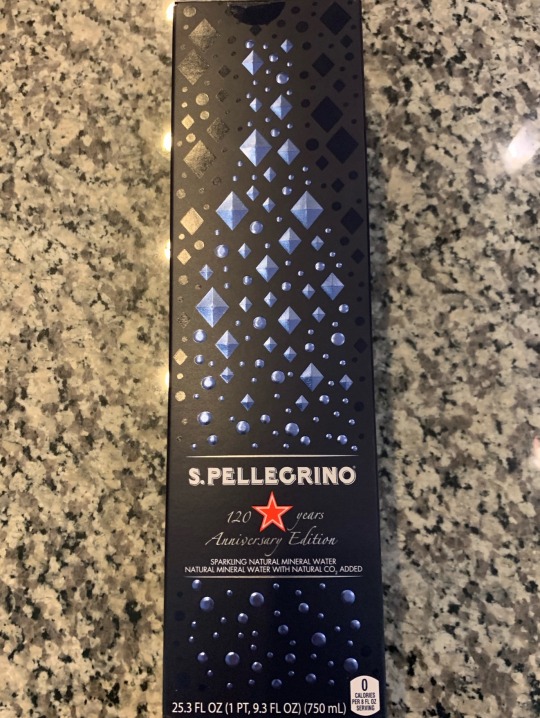 S.PELLEGRINO
120 years
Anniversary Edition
SPARKLING NATURAL MINERAL WATER
NATURAL MINERAL WATER WITH NATURAL CO₂ ADDED
0
CALORIES
PER 8 FL OZ
SERVING
25.3 FL OZ (1 PT, 9.3 FL OZ) (750 mL)